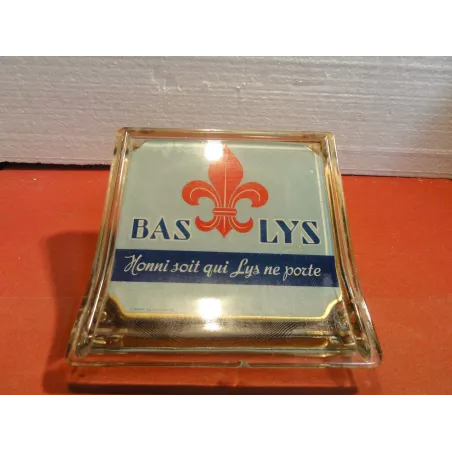 BAS LYS
Honni soit qui Lys ne porte